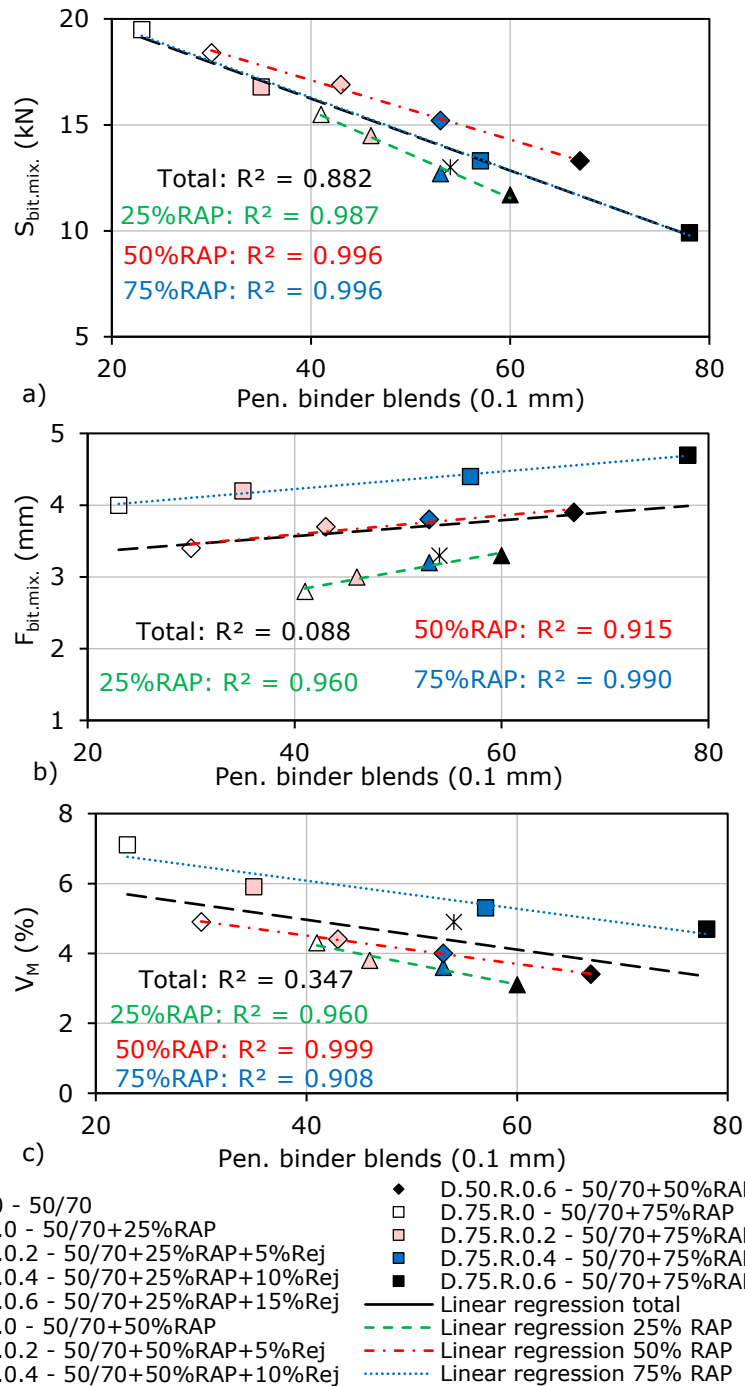 20
15
10
5
S bit.mix. (kN)
Total: R² = 0.882
25%RAP: R² = 0.987
50%RAP: R² = 0.996
75%RAP: R² = 0.996
20 40 60 80
a) Pen. binder blends (0.1 mm)
5
4
3
2
1
F bit.mix. (mm)
Total: R² = 0.088 50%RAP: R² = 0.915
25%RAP: R² = 0.960 75%RAP: R² = 0.990
20 40 60 80
b) Pen. binder blends (0.1 mm)
8
6
4
2
0
V M (%)
Total: R² = 0.347
25%RAP: R² = 0.960
50%RAP: R² = 0.999
75%RAP: R² = 0.908
20 40 60 80
c) Pen. binder blends (0.1 mm)
0 - 50/70
.0 - 50/70+25%RAP
.0.2 - 50/70+25%RAP+5%Rej
.0.4 - 50/70+25%RAP+10%Rej
.0.6 - 50/70+25%RAP+15%Rej
.0 - 50/70+50%RAP
.0.2 - 50/70+50%RAP+5%Rej
.0.4 - 50/70+50%RAP+10%Rej
D.50.R.0.6 - 50/70+50%RAP
D.75.R.0 - 50/70+75%RAP
D.75.R.0.2 - 50/70+75%RAP
D.75.R.0.4 - 50/70+75%RAP
D.75.R.0.6 - 50/70+75%RAP
Linear regression total
Linear regression 25% RAP
Linear regression 50% RAP
Linear regression 75% RAP